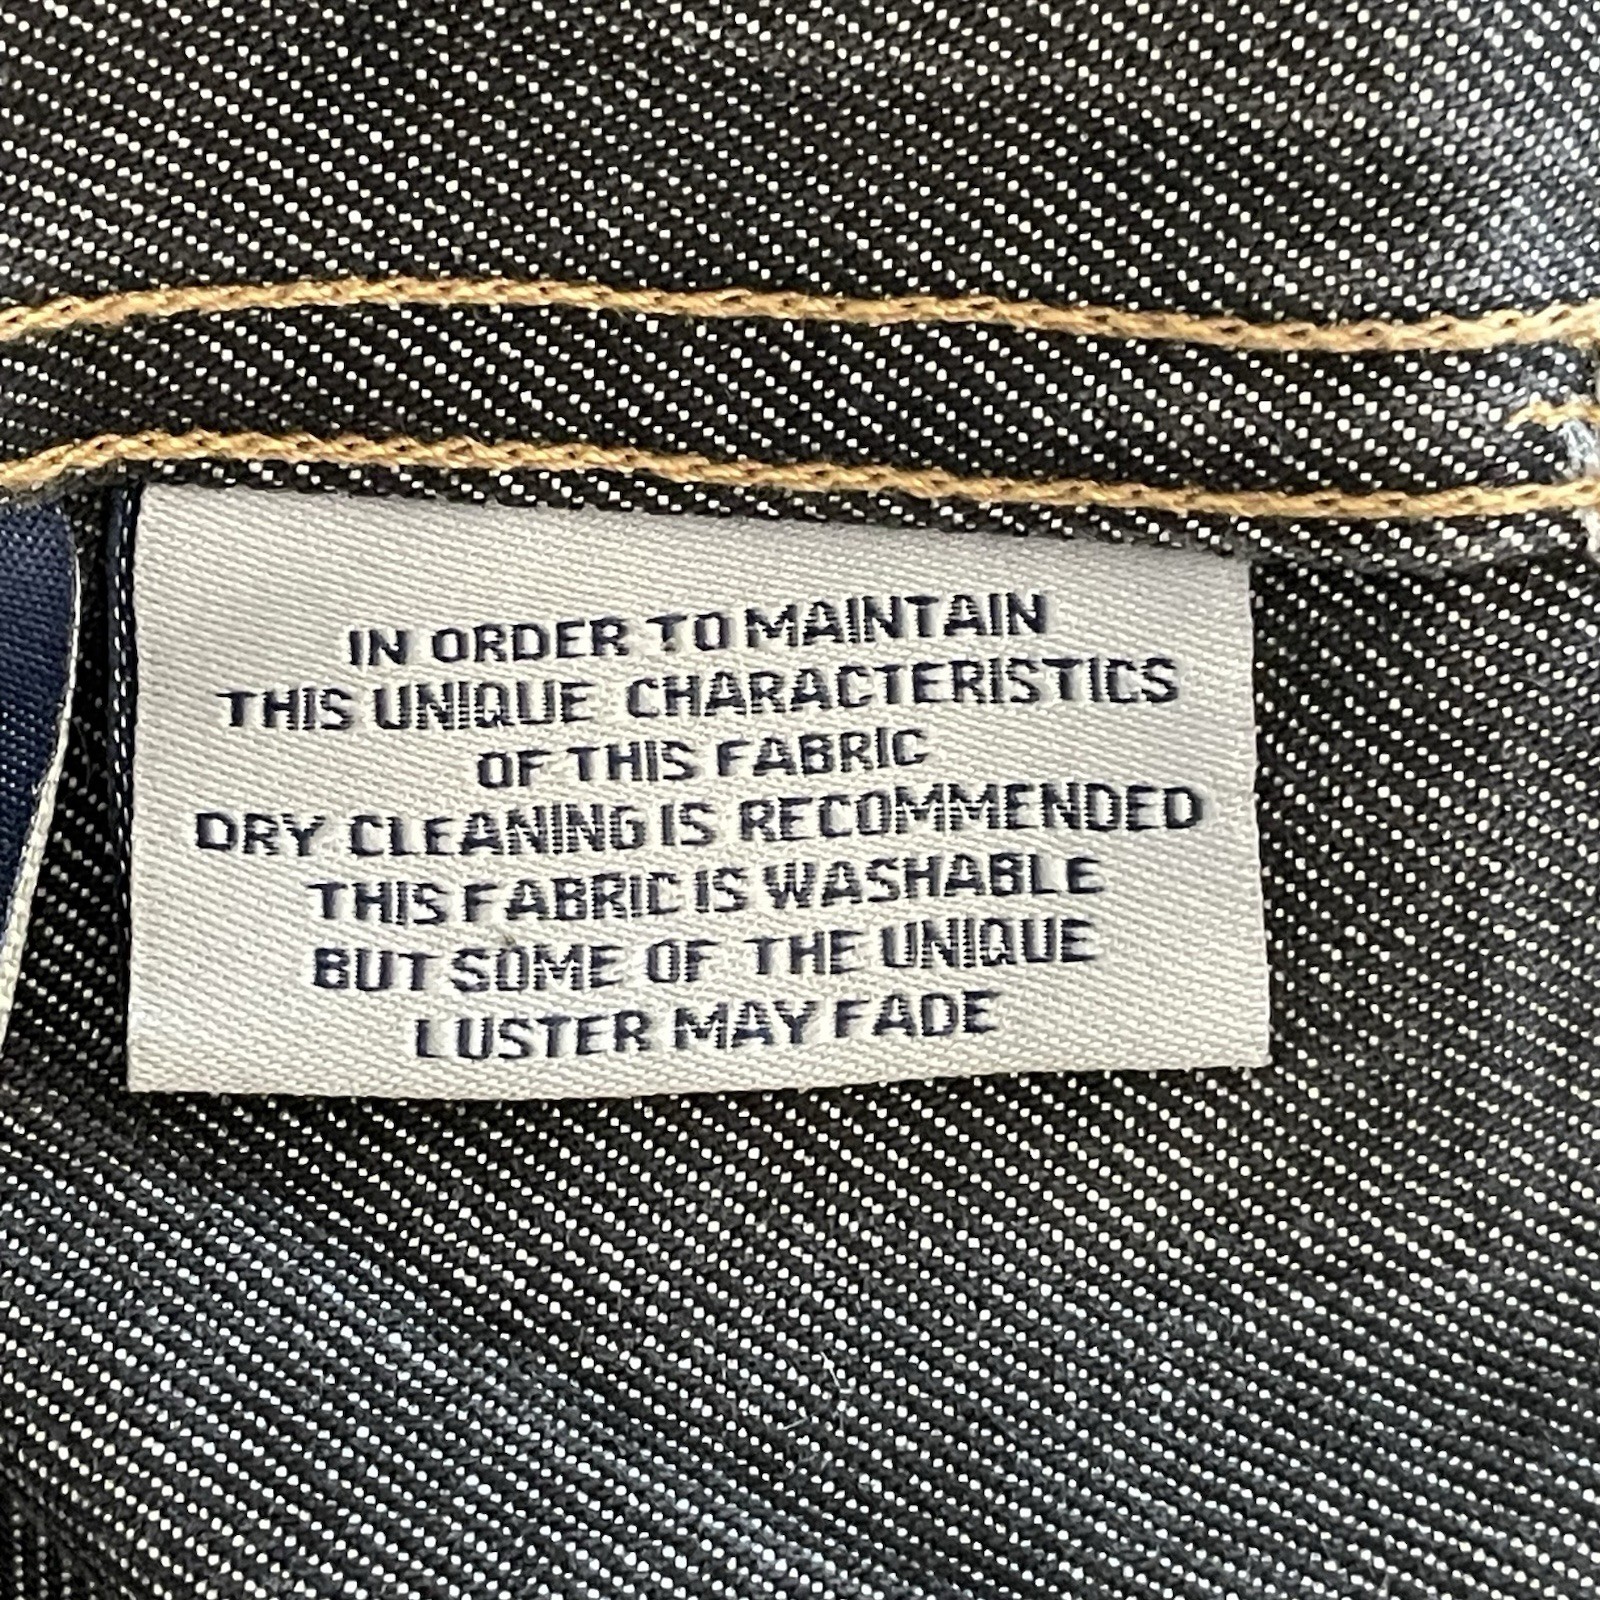 IN ORDER TO MAINTAIN
THIS UNIQUE CHARACTERISTICS
OF THIS FABRIC
DRY CLEANING IS RECOMMENDED
THIS FABRIC IS WASHABLE
BUT SOME OF THE UNIQUE
LUSTER MAY FADE